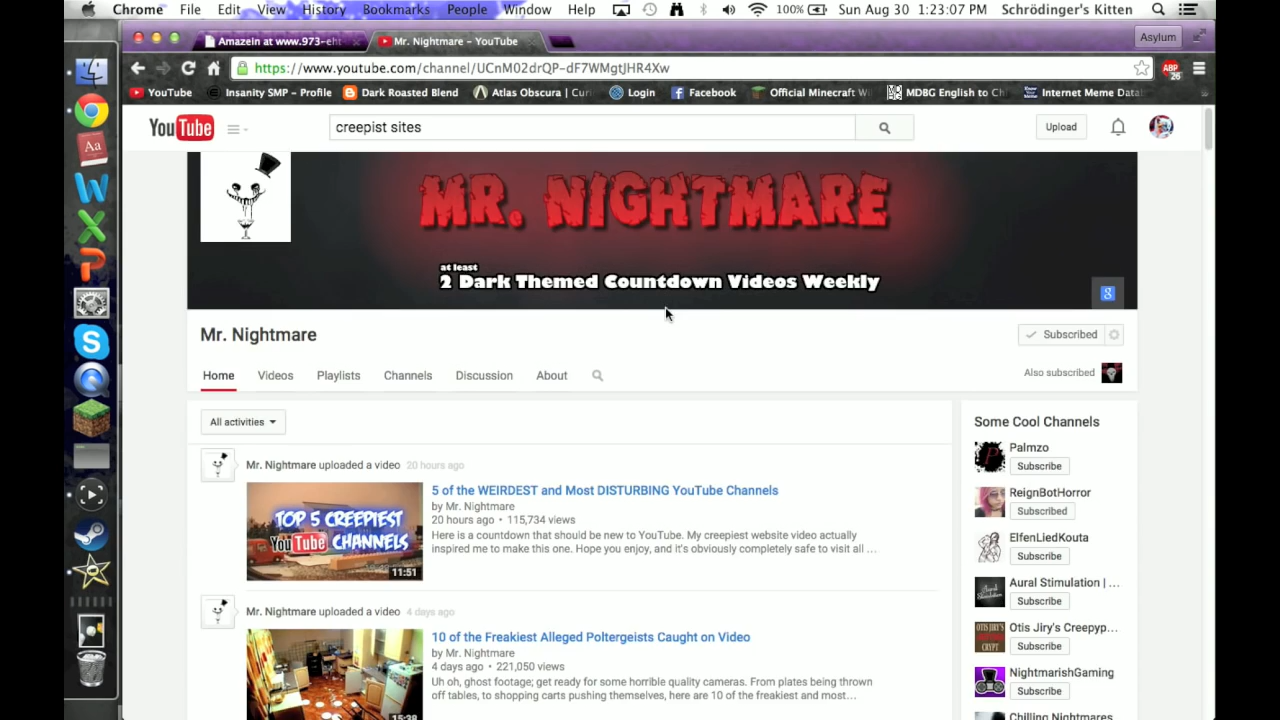 Chrome File Edit View History Bookmarks People Window Help 100% Sun Aug 30 1:23:07 PM Schrödinger's Kitten
Amazein at www.973-eht-
Mr. Nightmare – YouTube
Asylum
https://www.youtube.com/channel/UCnM02drQP-dF7WMgtJHR4Xw
ABP
26
YouTube Insanity SMP – Profile Dark Roasted Blend Atlas Obscura | Cur Login Facebook Official Minecraft Wi MDBG English to Ch Internet Meme Data
YouTube
creepist sites
Upload
MR. NIGHTMARE
at least
2 Dark Themed Countdown Videos Weekly
Mr. Nightmare
Subscribed
Home Videos Playlists Channels Discussion About
Also subscribed
All activities
Mr. Nightmare uploaded a video 20 hours ago
TOP 5 CREEPIEST
YouTube CHANNELS
11:51
5 of the WEIRDEST and Most DISTURBING YouTube Channels
by Mr. Nightmare
20 hours ago • 115,734 views
Here is a countdown that should be new to YouTube. My creepiest website video actually
inspired me to make this one. Hope you enjoy, and it's obviously completely safe to visit all ...
Mr. Nightmare uploaded a video 4 days ago
15:38
10 of the Freakiest Alleged Poltergeists Caught on Video
by Mr. Nightmare
4 days ago • 221,050 views
Uh oh, ghost footage; get ready for some horrible quality cameras. From plates being thrown
off tables, to shopping carts pushing themselves, here are 10 of the freakiest and most...
Some Cool Channels
Palmzo
Subscribe
ReignBotHorror
Subscribed
ElfenLiedKouta
Subscribe
Aural Stimulation | ...
Subscribe
Otis Jiry's Creepyp...
Subscribe
NightmarishGaming
Subscribe
Chilling Nightmares